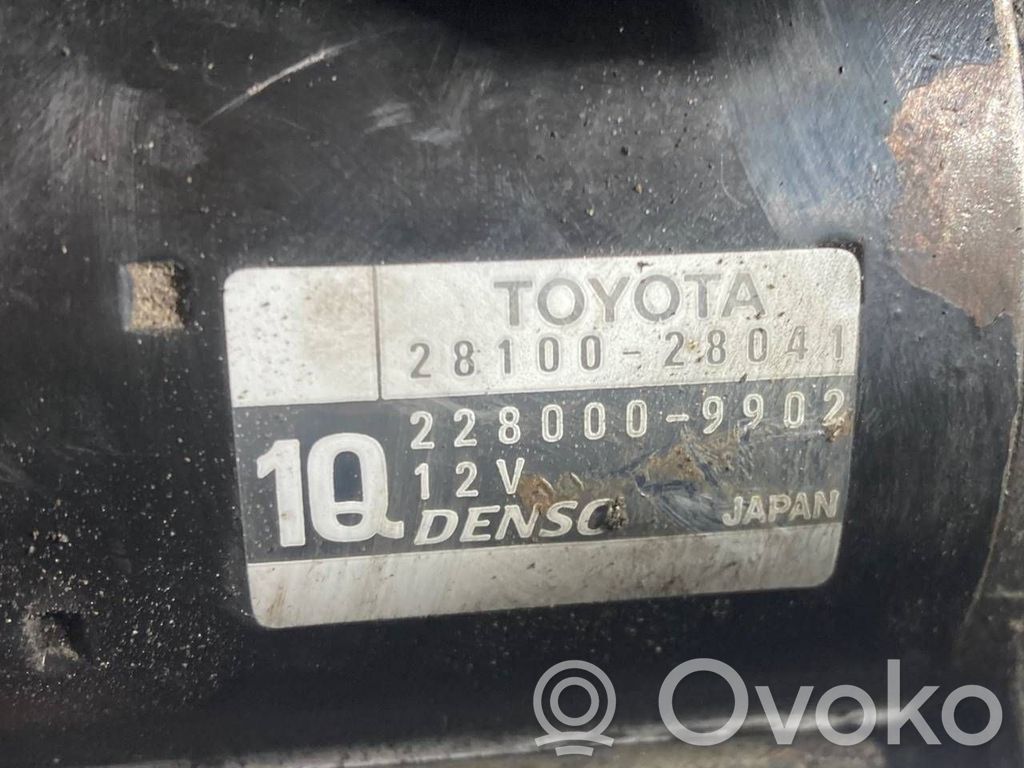 TOYOTA
28100-28041
228000-9902
12V
1Q
DENSO
JAPAN
Ovoko